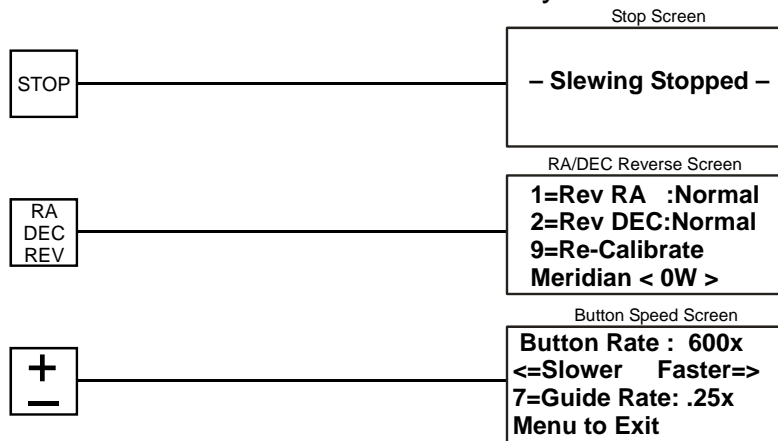 Stop Screen
STOP
– Slewing Stopped –
RA/DEC Reverse Screen
RA
DEC
REV
1=Rev RA :Normal
2=Rev DEC:Normal
9=Re-Calibrate
Meridian < 0W >
Button Speed Screen
+
–
Button Rate : 600x
<=Slower Faster=>
7=Guide Rate: .25x
Menu to Exit